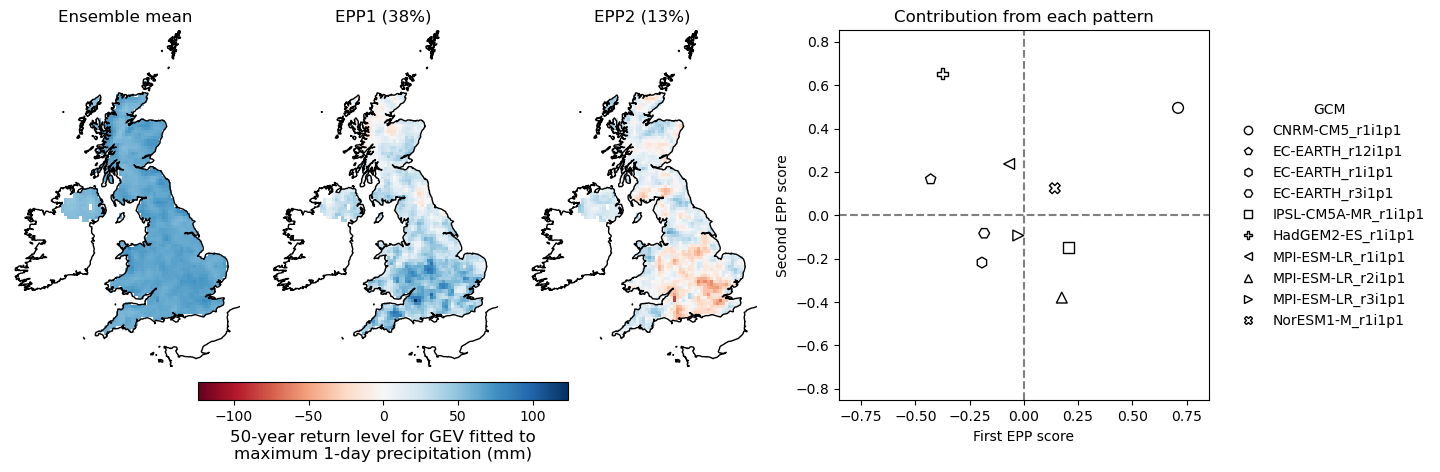 Ensemble mean
EPP1 (38%)
EPP2 (13%)
Contribution from each pattern
−100
−50
0
50
100
50-year return level for GEV fitted to
maximum 1-day precipitation (mm)
Second EPP score
0.8
0.6
0.4
0.2
0.0
−0.2
−0.4
−0.6
−0.8
−0.75
−0.50
−0.25
0.00
0.25
0.50
0.75
First EPP score
GCM
CNRM-CM5_r1i1p1
EC-EARTH_r12i1p1
EC-EARTH_r1i1p1
EC-EARTH_r3i1p1
IPSL-CM5A-MR_r1i1p1
HadGEM2-ES_r1i1p1
MPI-ESM-LR_r1i1p1
MPI-ESM-LR_r2i1p1
MPI-ESM-LR_r3i1p1
NorESM1-M_r1i1p1